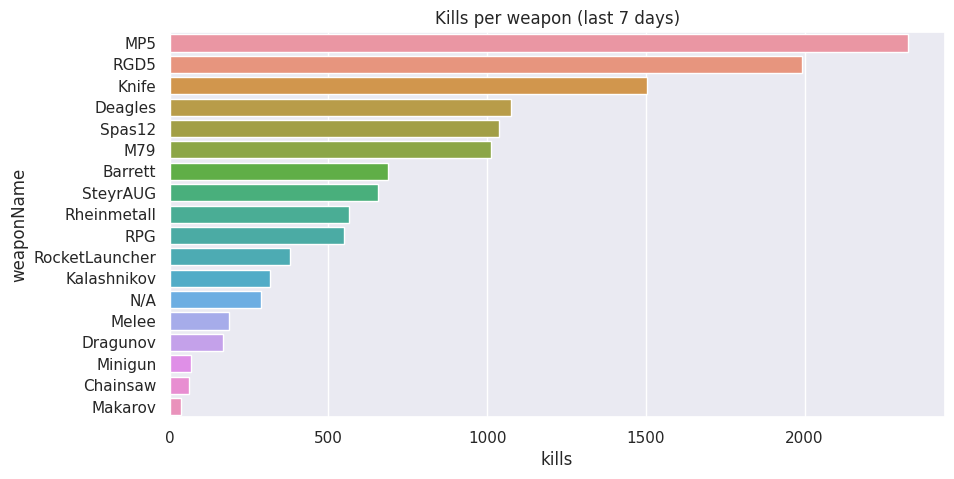 Kills per weapon (last 7 days)
weaponName
MP5
RGD5
Knife
Deagles
Spas12
M79
Barrett
SteyrAUG
Rheinmetall
RPG
RocketLauncher
Kalashnikov
N/A
Melee
Dragunov
Minigun
Chainsaw
Makarov
0 500 1000 1500 2000
kills